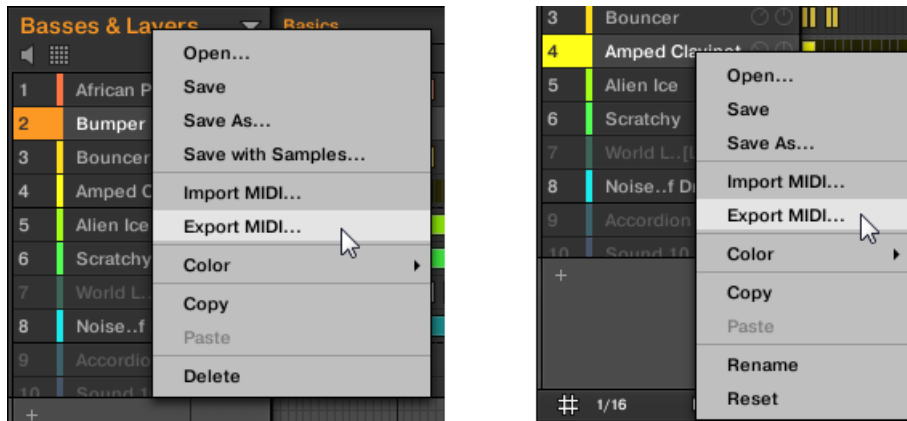 Basses & Layers
Basics
Open...
Save
Save As...
Save with Samples...
Import MIDI...
Export MIDI...
Color
Copy
Paste
Delete
1 African P
2 Bumper
3 Bouncer
4 Amped C
5 Alien Ice
6 Scratchy
7 World L..
8 Noise..f
9 Accordio
10 Sound 1
+
3 Bouncer
4 Amped Clavinet
5 Alien Ice
6 Scratchy
7 World L..[L
8 Noise..f Dr
9 Accordion
10 Sound 10
+
1/16
Open...
Save
Save As...
Import MIDI...
Export MIDI...
Color
Copy
Paste
Rename
Reset